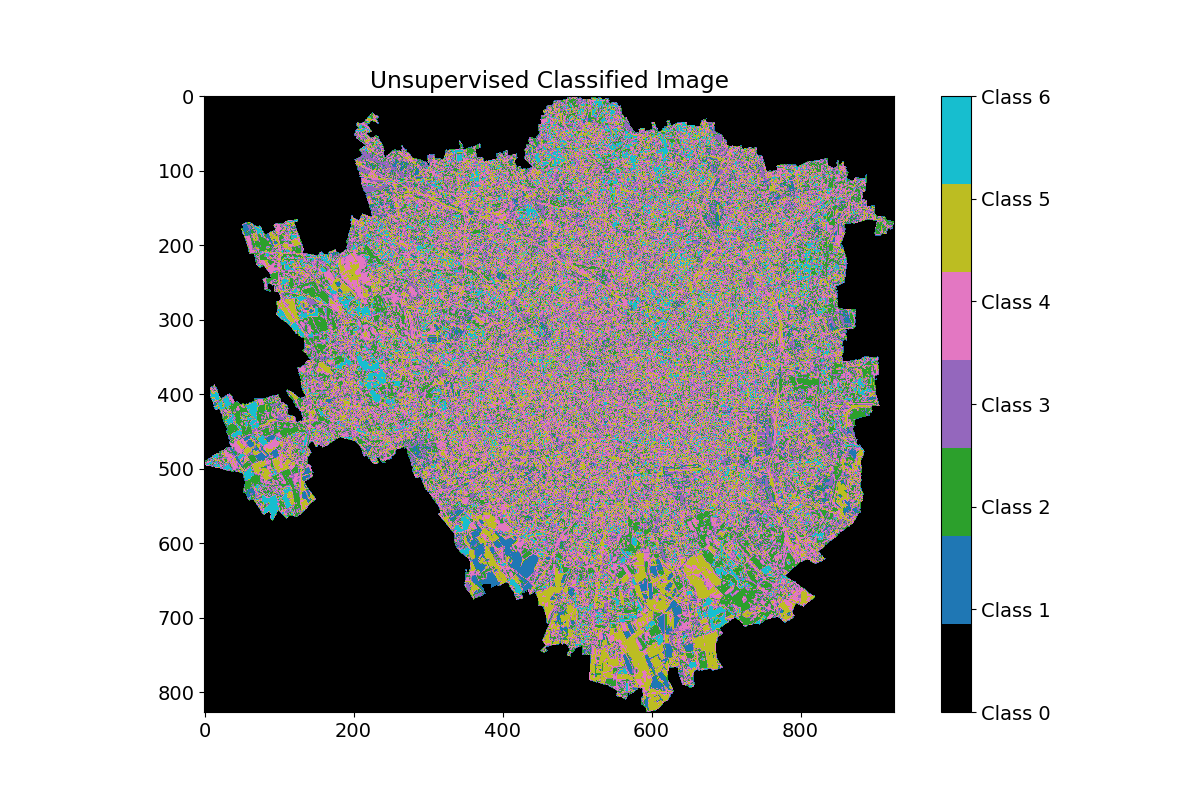 Unsupervised Classified Image
0
100
200
300
400
500
600
700
800
0 200 400 600 800
Class 6
Class 5
Class 4
Class 3
Class 2
Class 1
Class 0